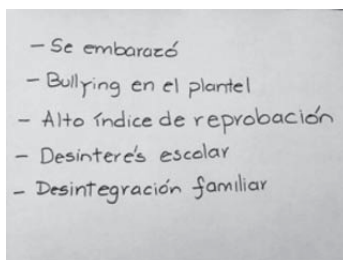 - Se embarazó
- Bullying en el plantel
- Alto índice de reprobación
- Desinterés escolar
- Desintegración familiar